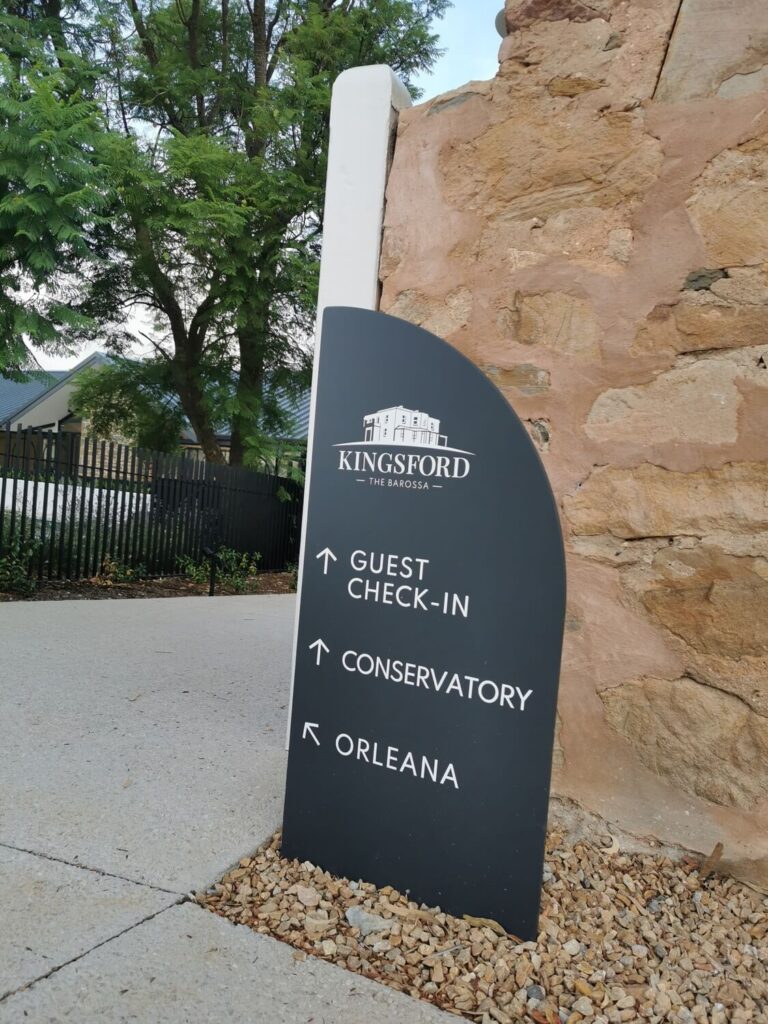 KINGSFORD
— THE BAROSSA —
↑ GUEST
CHECK-IN
↑ CONSERVATORY
↖ ORLEANA